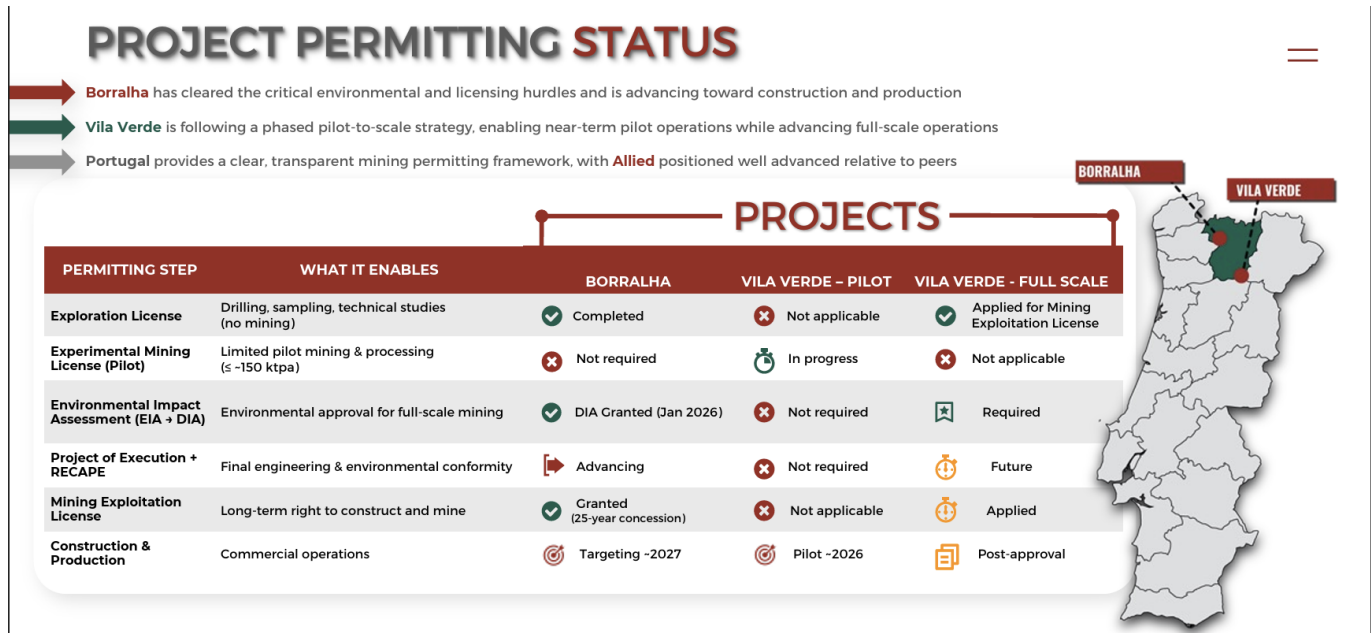 PROJECT PERMITTING STATUS
Borralha has cleared the critical environmental and licensing hurdles and is advancing toward construction and production
Vila Verde is following a phased pilot-to-scale strategy, enabling near-term pilot operations while advancing full-scale operations
Portugal provides a clear, transparent mining permitting framework, with Allied positioned well advanced relative to peers
BORRALHA
VILA VERDE
PROJECTS
PERMITTING STEP WHAT IT ENABLES BORRALHA VILA VERDE – PILOT VILA VERDE - FULL SCALE
Exploration License
Drilling, sampling, technical studies
(no mining)
Completed
Not applicable
Applied for Mining
Exploitation License
Experimental Mining
License (Pilot)
Limited pilot mining & processing
(≤ ~150 ktpa)
Not required
In progress
Not applicable
Environmental Impact
Assessment (EIA → DIA)
Environmental approval for full-scale mining
DIA Granted (Jan 2026)
Not required
Required
Project of Execution +
RECAPE
Final engineering & environmental conformity
Advancing
Not required
Future
Mining Exploitation
License
Long-term right to construct and mine
Granted
(25-year concession)
Not applicable
Applied
Construction &
Production
Commercial operations
Targeting ~2027
Pilot ~2026
Post-approval